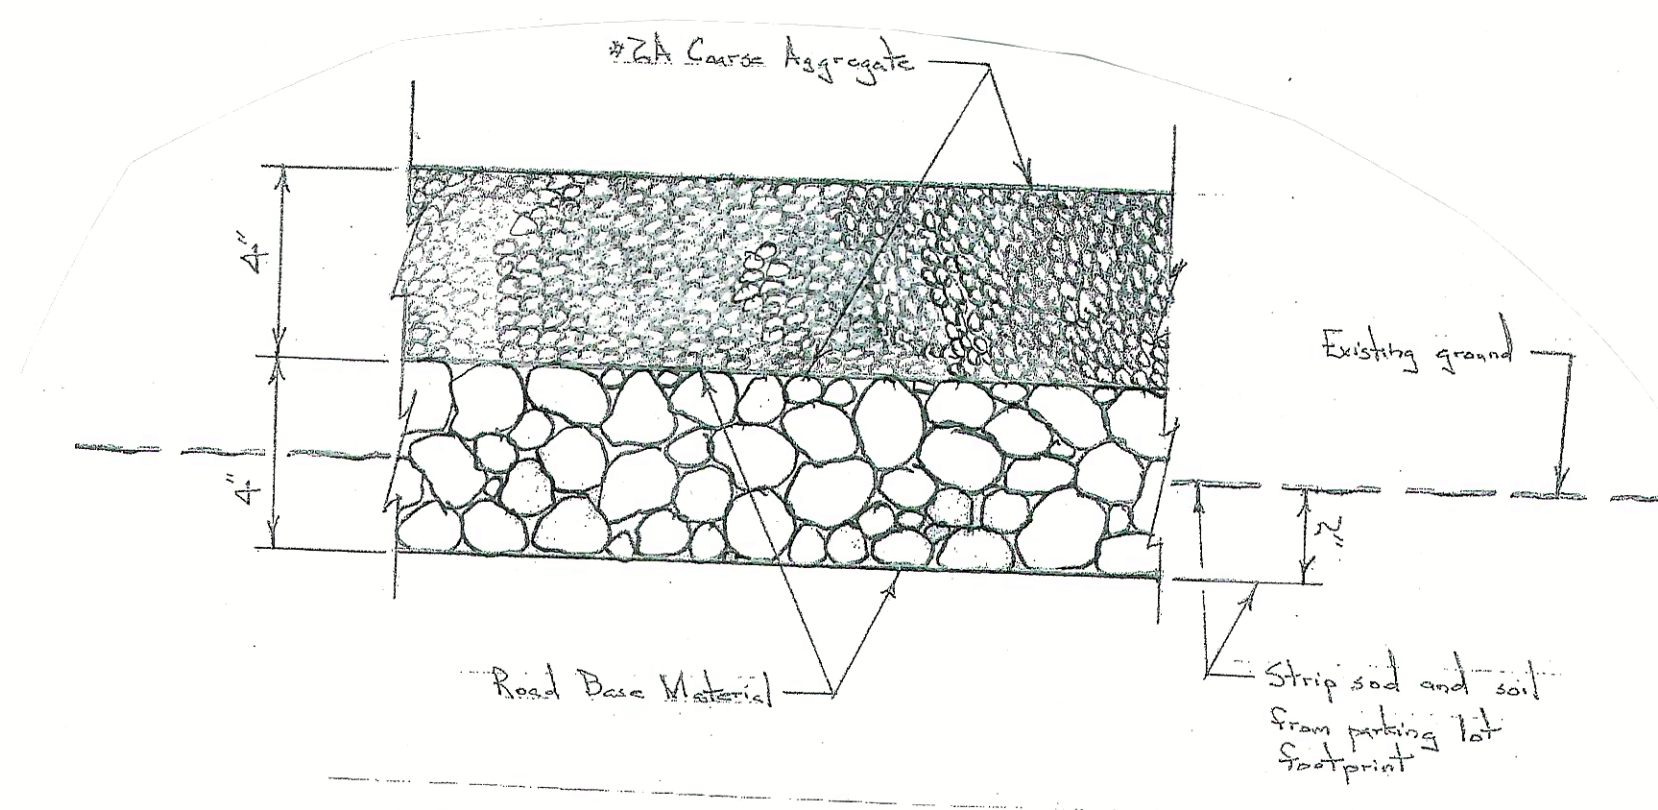 #2A Coarse Aggregate
4"
Existing ground
4"
2"
Road Base Material
Strip sod and soil
from parking lot
footprint